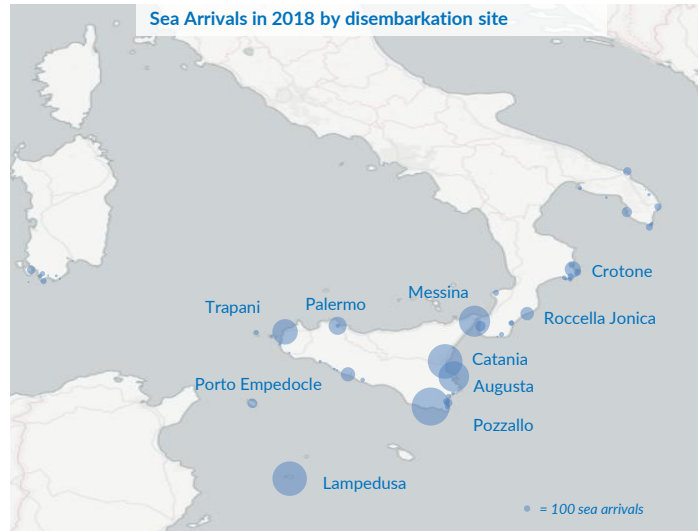 Sea Arrivals in 2018 by disembarkation site
Crotone
Messina
Trapani
Palermo
Roccella Jonica
Catania
Porto Empedocle
Augusta
Pozzallo
Lampedusa
= 100 sea arrivals